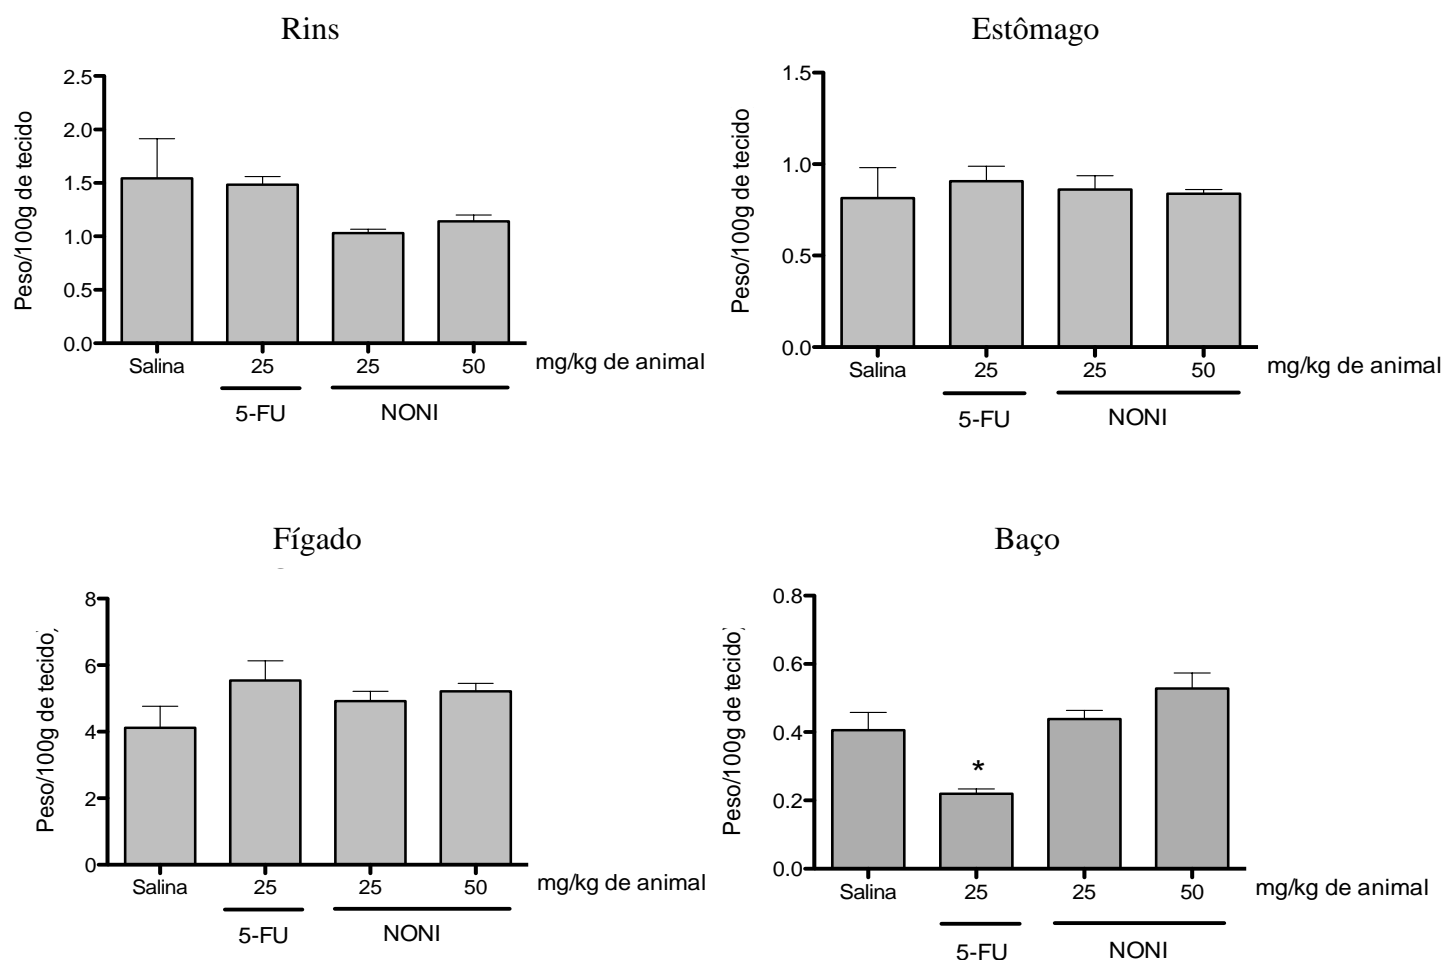 Rins
Peso/100g de tecido
2.5
2.0
1.5
1.0
0.5
0.0
Salina 25 25 50 mg/kg de animal
5-FU NONI
Estômago
Peso/100g de tecido
1.5
1.0
0.5
0.0
Salina 25 25 50 mg/kg de animal
5-FU NONI
Fígado
Peso/100g de tecido
8
6
4
2
0
Salina 25 25 50 mg/kg de animal
5-FU NONI
Baço
Peso/100g de tecido
0.8
0.6
0.4
0.2
0.0
*
Salina 25 25 50 mg/kg de animal
5-FU NONI